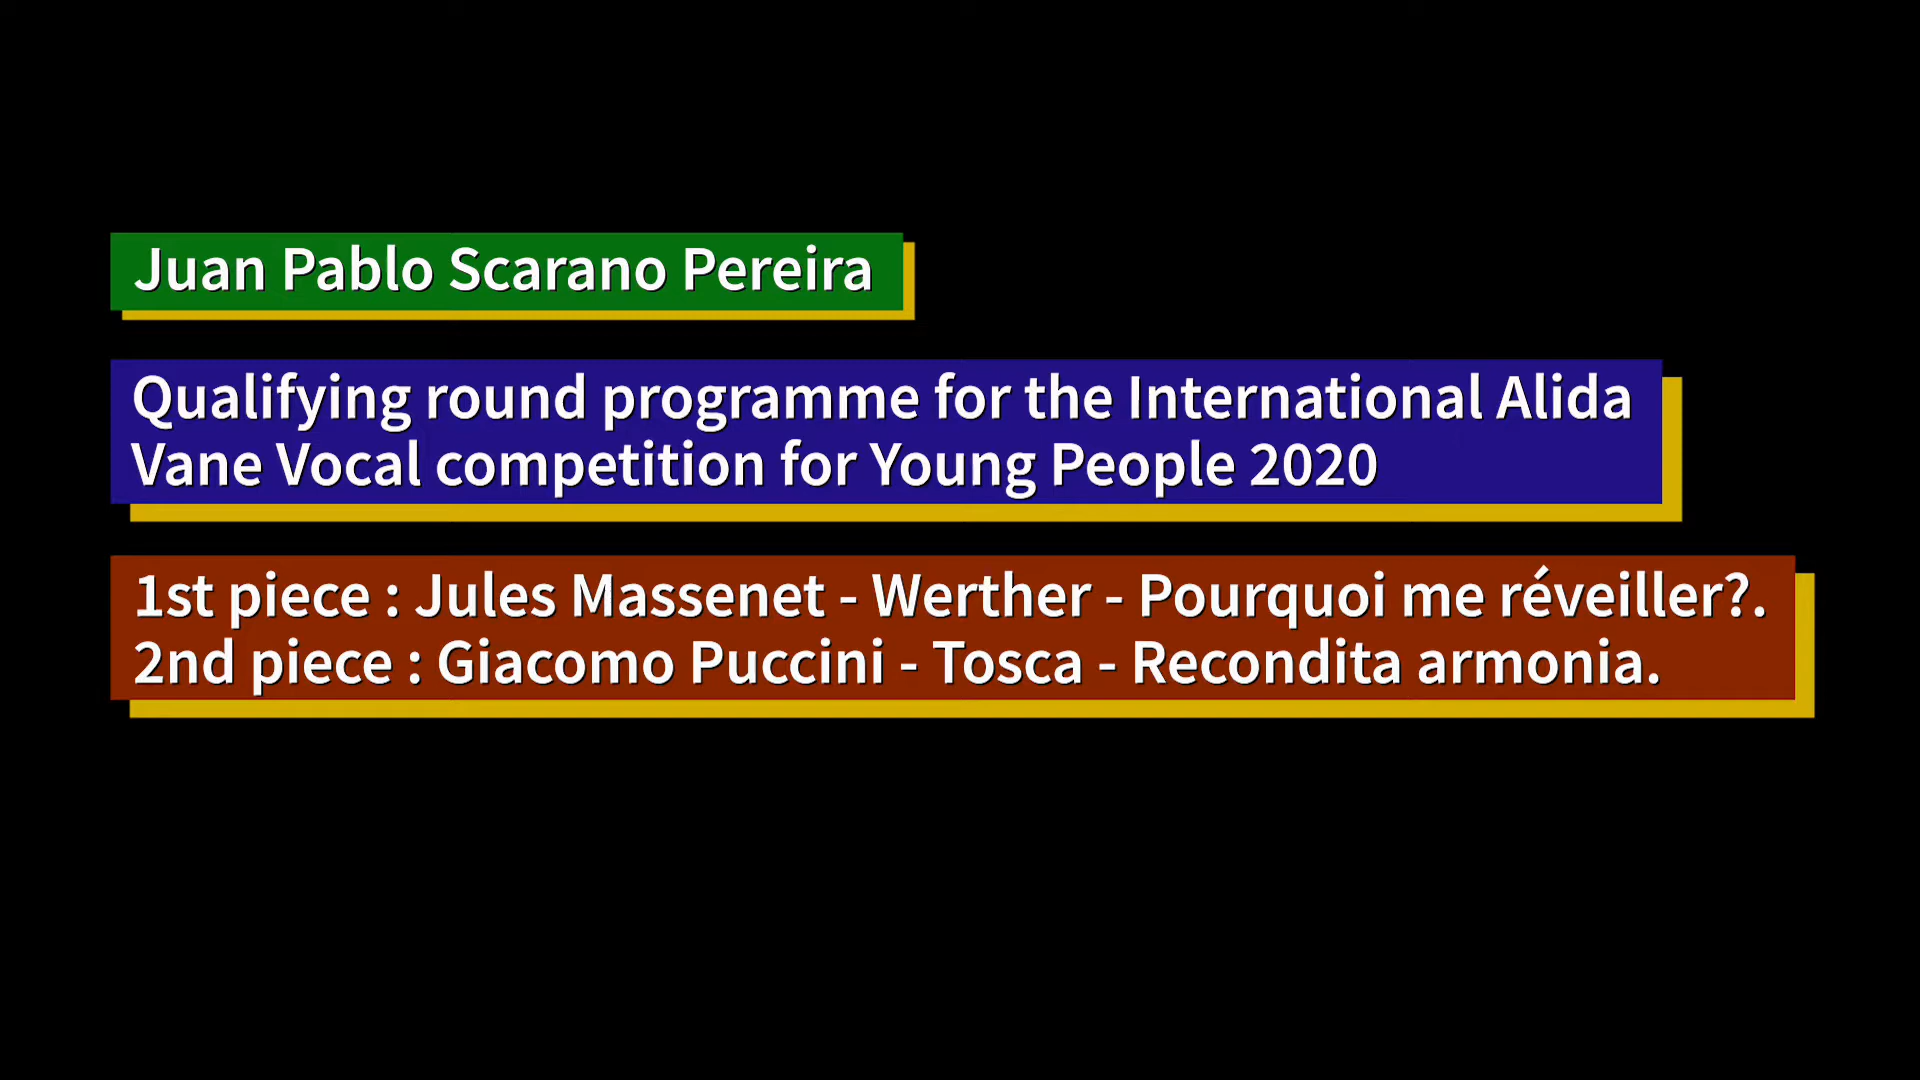 Juan Pablo Scarano Pereira
Qualifying round programme for the International Alida
Vane Vocal competition for Young People 2020
1st piece : Jules Massenet - Werther - Pourquoi me réveiller?.
2nd piece : Giacomo Puccini - Tosca - Recondita armonia.